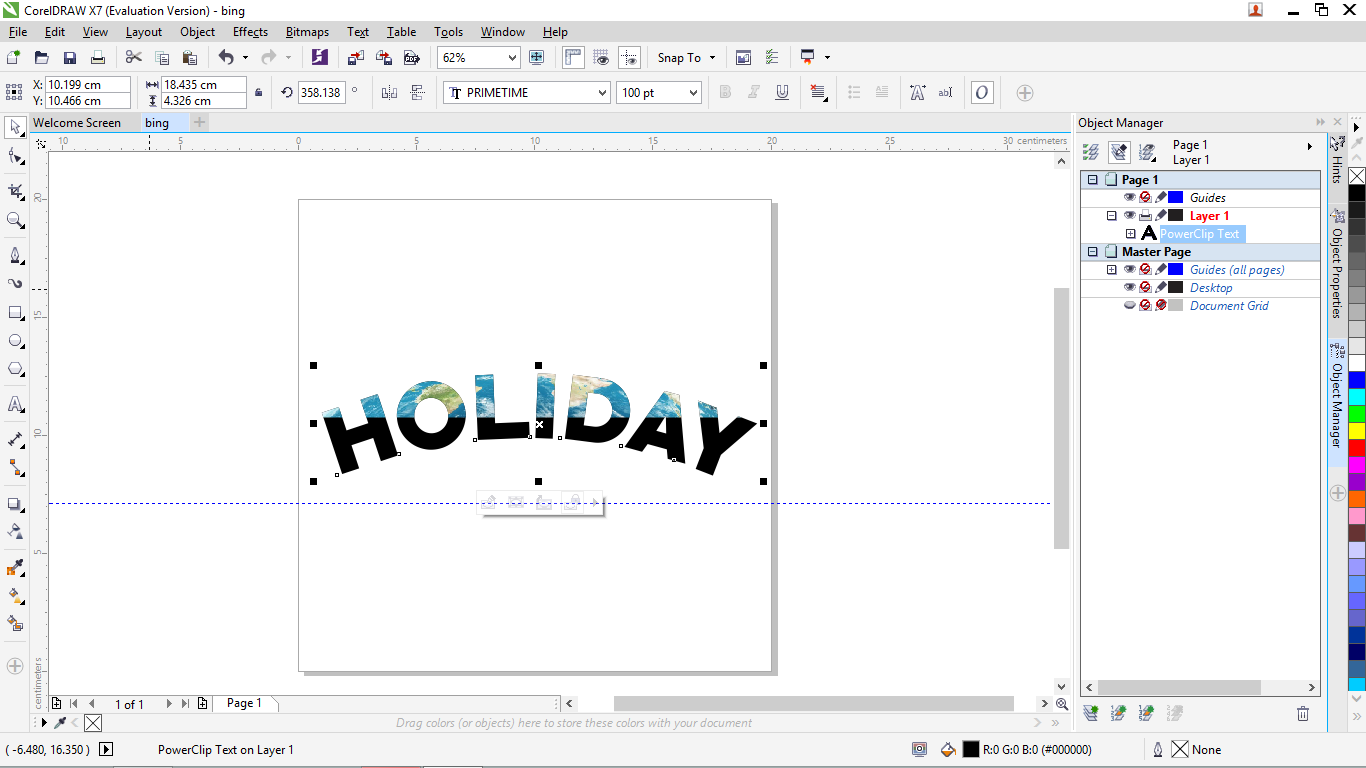 CorelDRAW X7 (Evaluation Version) - bing
File Edit View Layout Object Effects Bitmaps Text Table Tools Window Help
62% Snap To
X: 10.199 cm 18.435 cm 358.138 ° PRIMETIME 100 pt B I U ab| O
Y: 10.466 cm 4.326 cm
Welcome Screen bing Object Manager
10 5 0 5 10 15 20 25 30 centimeters
Page 1
Layer 1
Page 1
Guides
Layer 1
PowerClip Text
Master Page
Guides (all pages)
Desktop
Document Grid
Hints
Object Properties
Object Manager
20
15
10
5
centimeters
HOLIDAY
1 of 1 Page 1
Drag colors (or objects) here to store these colors with your document
( -6.480, 16.350 ) PowerClip Text on Layer 1 R:0 G:0 B:0 (#000000) None